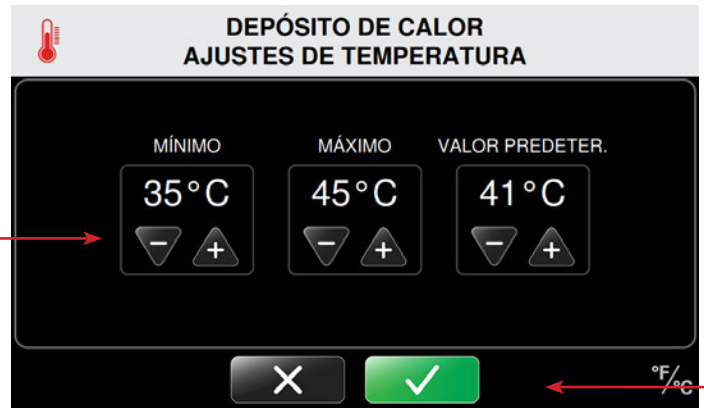 DEPÓSITO DE CALOR
AJUSTES DE TEMPERATURA
MÍNIMO MÁXIMO VALOR PREDETER.
35°C 45°C 41°C
− + − + − +
°F/°C